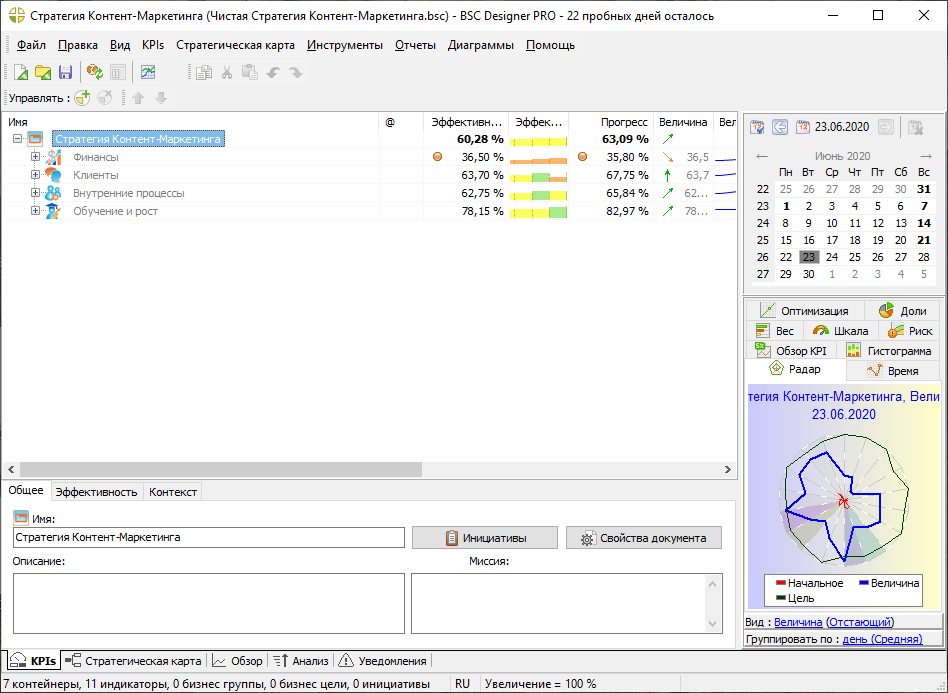 Стратегия Контент-Маркетинга (Чистая Стратегия Контент-Маркетинга.bsc) - BSC Designer PRO - 22 пробных дней осталось
Файл Правка Вид KPIs Стратегическая карта Инструменты Отчеты Диаграммы Помощь
Управлять :
Имя @ Эффективн... Эффек... Прогресс Величина Вел
Стратегия Контент-Маркетинга 60,28 % 63,09 %
Финансы 36,50 % 35,80 % 36,5
Клиенты 63,70 % 67,75 % 63,7
Внутренние процессы 62,75 % 65,84 % 62...
Обучение и рост 78,15 % 82,97 % 78...
Общее Эффективность Контекст
Имя:
Стратегия Контент-Маркетинга
Инициативы Свойства документа
Описание: Миссия:
12 23.06.2020
Июнь 2020
Пн Вт Ср Чт Пт Сб Вс
22 25 26 27 28 29 30 31
23 1 2 3 4 5 6 7
24 8 9 10 11 12 13 14
25 15 16 17 18 19 20 21
26 22 23 24 25 26 27 28
27 29 30 1 2 3 4 5
Оптимизация Доли
Вес Шкала Риск
Обзор KPI Гистограмма
Радар Время
тегия Контент-Маркетинга, Вели
23.06.2020
Начальное Величина
Цель
Вид : Величина (Отстающий)
Группировать по : день (Средняя)
KPIs Стратегическая карта Обзор Анализ Уведомления
7 контейнеры, 11 индикаторы, 0 бизнес группы, 0 бизнес цели, 0 инициативы RU Увеличение = 100 %